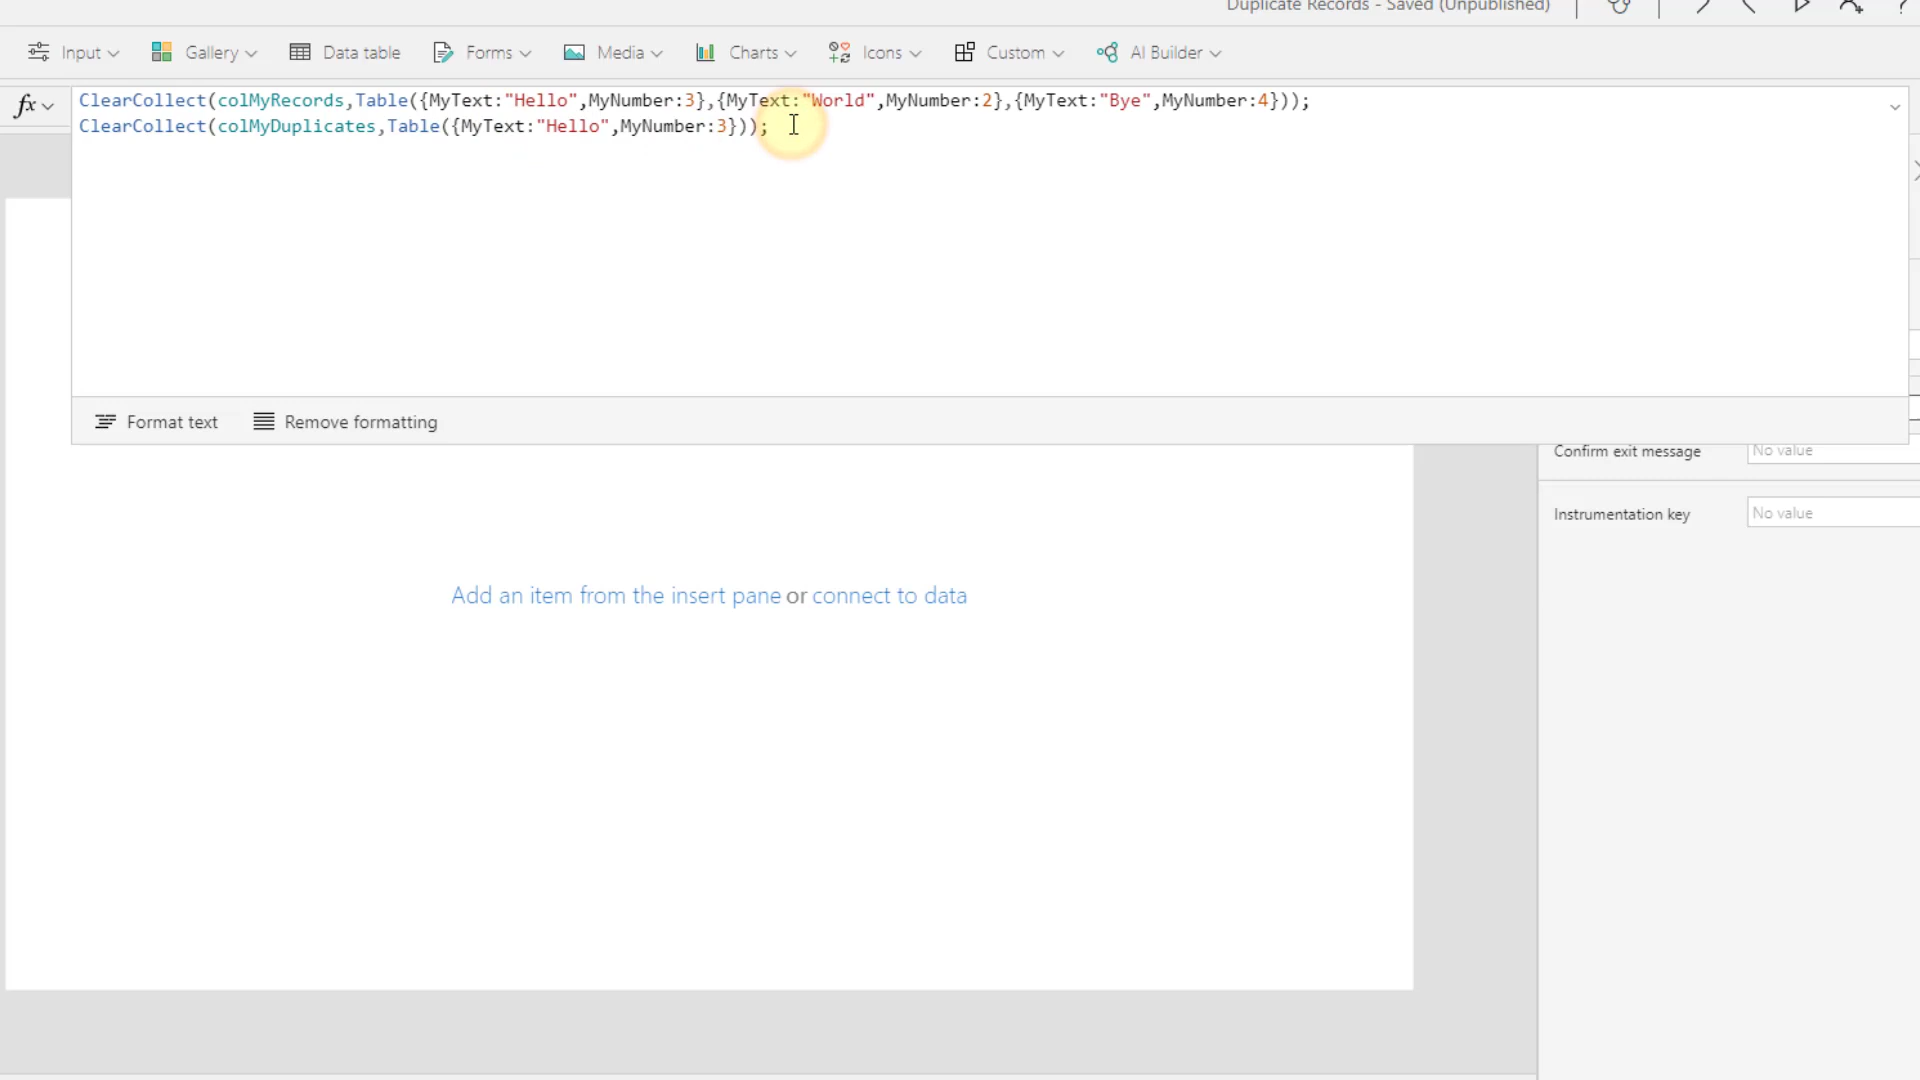 Duplicate Records - Saved (Unpublished)
Input Gallery Data table Forms Media Charts Icons Custom AI Builder
fx ClearCollect(colMyRecords,Table({MyText:"Hello",MyNumber:3},{MyText:"World",MyNumber:2},{MyText:"Bye",MyNumber:4}));
ClearCollect(colMyDuplicates,Table({MyText:"Hello",MyNumber:3}));
Format text Remove formatting
Confirm exit message No value
Instrumentation key No value
Add an item from the insert pane or connect to data